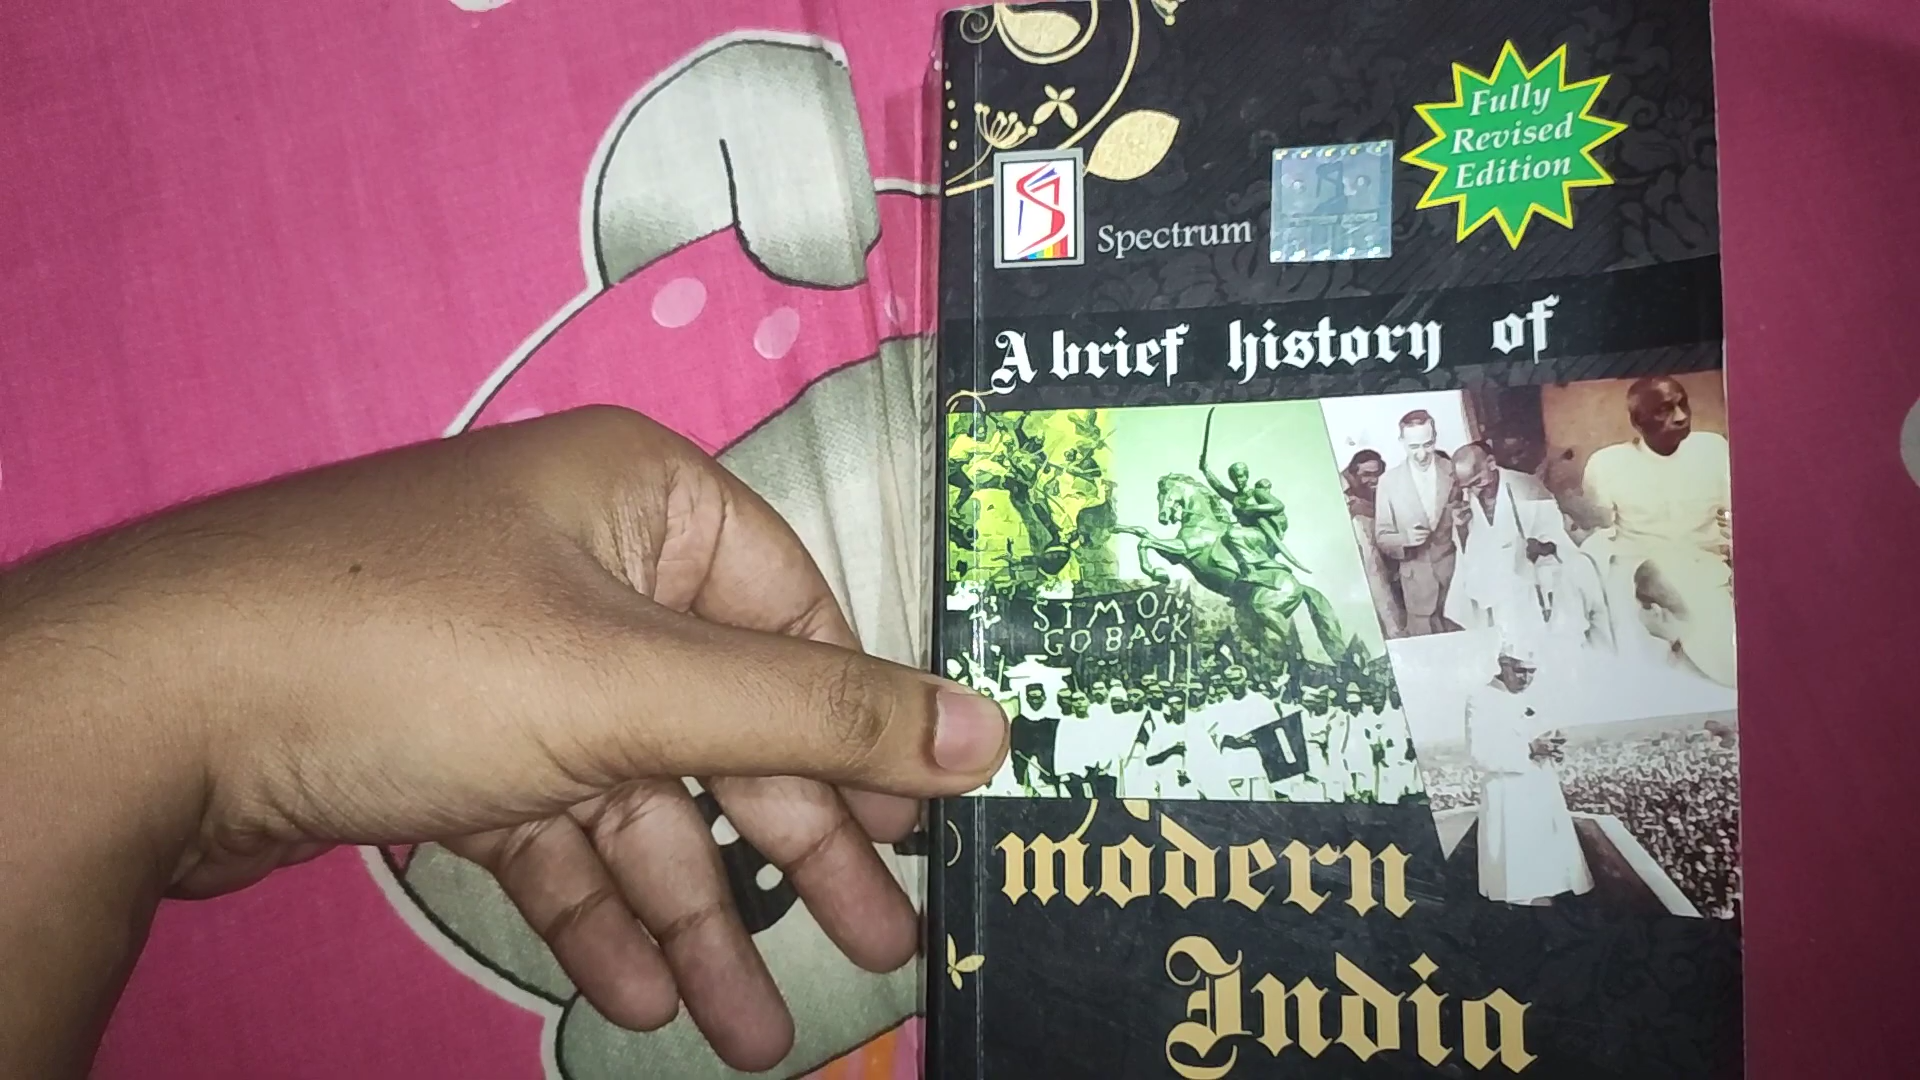 Fully
Revised
Edition
Spectrum
A brief history of
SIMON
GO BACK
modern
India